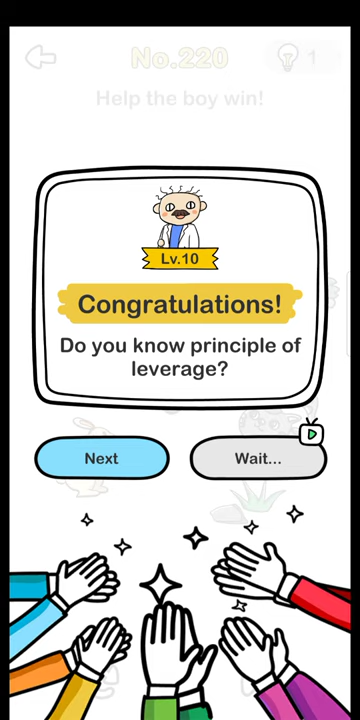 No.220
1
Help the boy win!
Lv.10
Congratulations!
Do you know principle of
leverage?
Next
Wait...